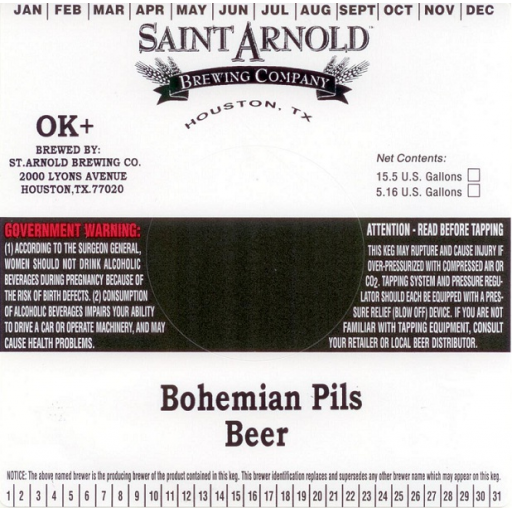 JAN | FEB | MAR | APR | MAY | JUN | JUL | AUG | SEPT | OCT | NOV | DEC
SAINT ARNOLD™
BREWING COMPANY
HOUSTON, TX
OK+
BREWED BY:
ST.ARNOLD BREWING CO.
2000 LYONS AVENUE
HOUSTON,TX.77020
Net Contents:
15.5 U.S. Gallons
5.16 U.S. Gallons
GOVERNMENT WARNING:
(1) ACCORDING TO THE SURGEON GENERAL,
WOMEN SHOULD NOT DRINK ALCOHOLIC
BEVERAGES DURING PREGNANCY BECAUSE OF
THE RISK OF BIRTH DEFECTS. (2) CONSUMPTION
OF ALCOHOLIC BEVERAGES IMPAIRS YOUR ABILITY
TO DRIVE A CAR OR OPERATE MACHINERY, AND MAY
CAUSE HEALTH PROBLEMS.
ATTENTION - READ BEFORE TAPPING
THIS KEG MAY RUPTURE AND CAUSE INJURY IF
OVER-PRESSURIZED WITH COMPRESSED AIR OR
CO2. TAPPING SYSTEM AND PRESSURE REGU-
LATOR SHOULD EACH BE EQUIPPED WITH A PRES-
SURE RELIEF (BLOW OFF) DEVICE. IF YOU ARE NOT
FAMILIAR WITH TAPPING EQUIPMENT, CONSULT
YOUR RETAILER OR LOCAL BEER DISTRIBUTOR.
Bohemian Pils
Beer
NOTICE: The above named brewer is the producing brewer of the product contained in this keg. This brewer identification replaces and supersedes any other brewer name which may appear on this keg.
1 | 2 | 3 | 4 | 5 | 6 | 7 | 8 | 9 | 10 | 11 | 12 | 13 | 14 | 15 | 16 | 17 | 18 | 19 | 20 | 21 | 22 | 23 | 24 | 25 | 26 | 27 | 28 | 29 | 30 | 31